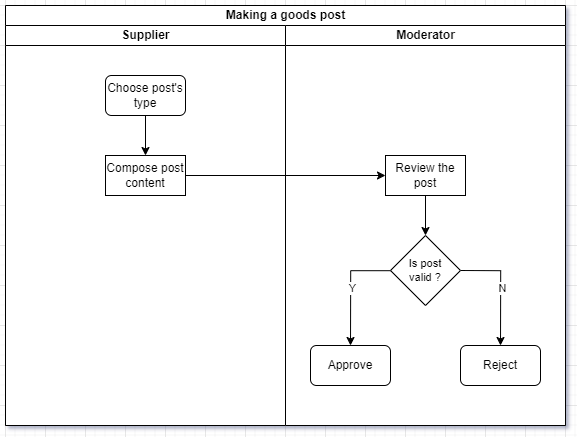 Making a goods post
Supplier
Moderator
Choose post's
type
Compose post
content
Review the
post
Is post
valid ?
Y
N
Approve
Reject